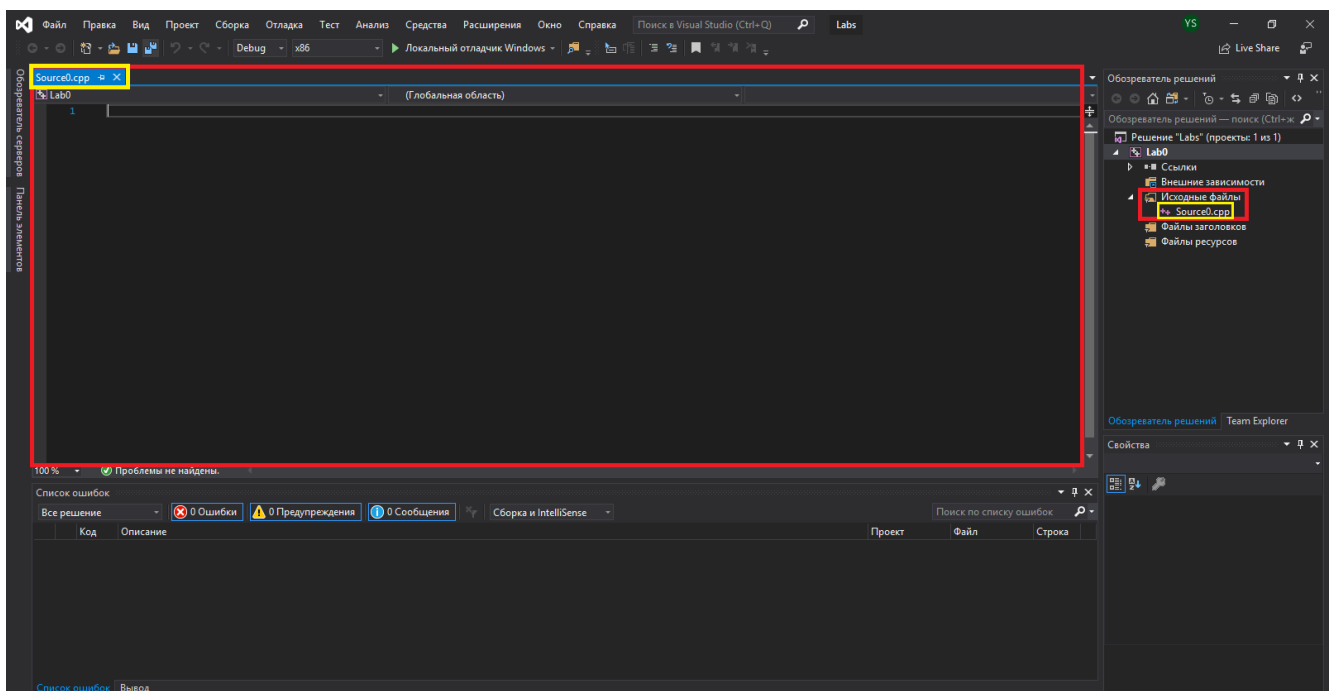 Файл Правка Вид Проект Сборка Отладка Тест Анализ Средства Расширения Окно Справка Поиск в Visual Studio (Ctrl+Q) Labs YS
Debug x86 Локальный отладчик Windows Live Share
Обозреватель серверов
Панель элементов
Source0.cpp
Lab0 (Глобальная область)
1
100 % Проблемы не найдены.
Список ошибок
Все решение 0 Ошибки 0 Предупреждения 0 Сообщения Сборка и IntelliSense Поиск по списку ошибок
Код Описание Проект Файл Строка
Список ошибок Вывод
Обозреватель решений
Обозреватель решений — поиск (Ctrl+ж
Решение "Labs" (проекты: 1 из 1)
Lab0
Ссылки
Внешние зависимости
Исходные файлы
Source0.cpp
Файлы заголовков
Файлы ресурсов
Обозреватель решений Team Explorer
Свойства